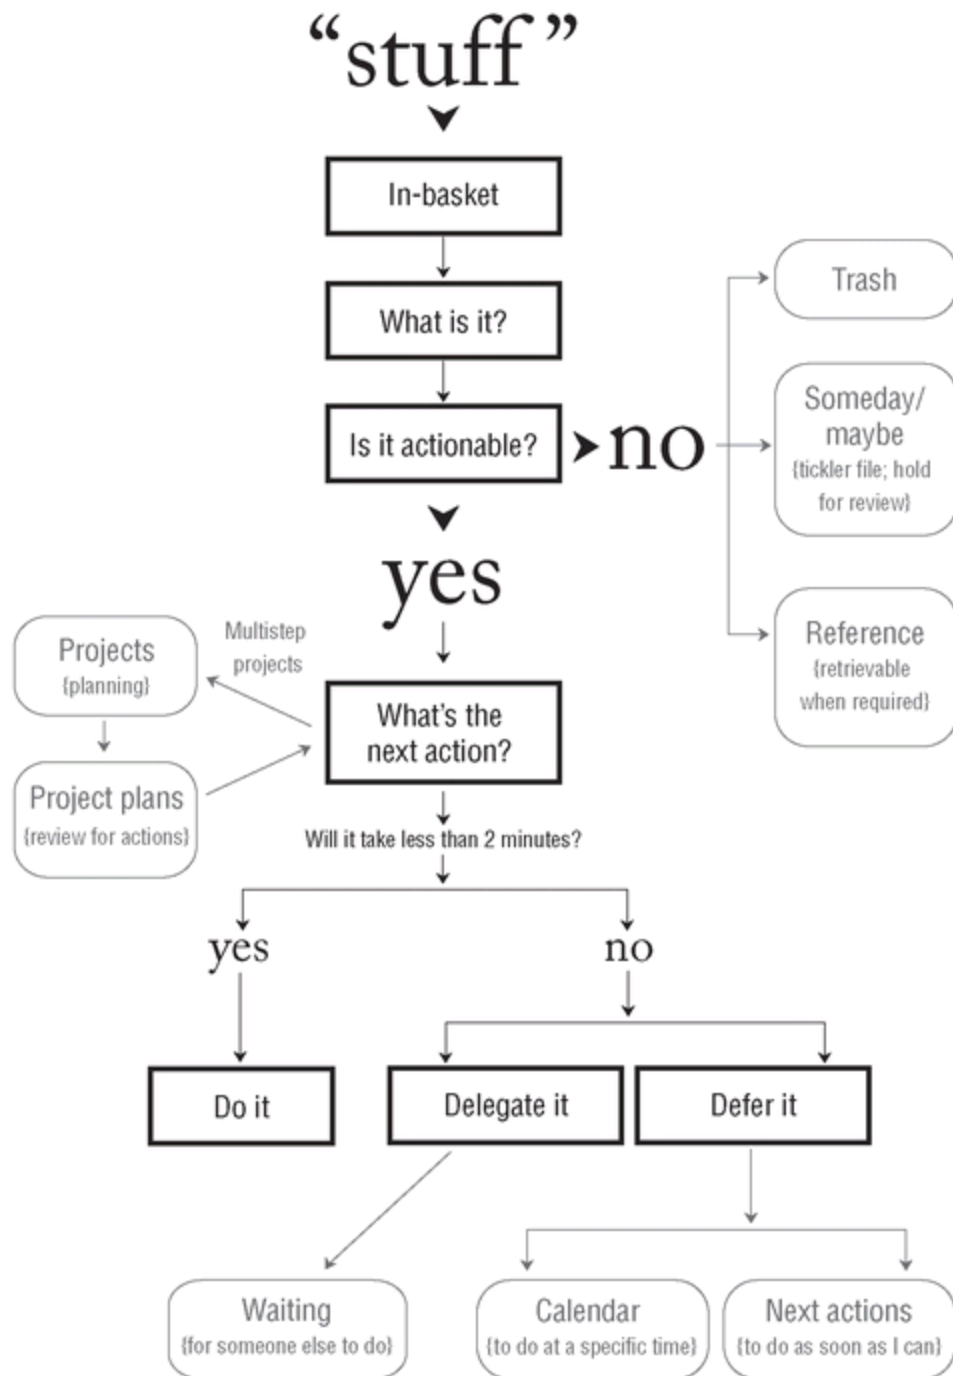 “stuff”
In-basket
What is it?
Is it actionable?
no
Trash
Someday/
maybe
{tickler file; hold
for review}
Reference
{retrievable
when required}
yes
Multistep
projects
Projects
{planning}
Project plans
{review for actions}
What’s the
next action?
Will it take less than 2 minutes?
yes
no
Do it
Delegate it
Defer it
Waiting
{for someone else to do}
Calendar
{to do at a specific time}
Next actions
{to do as soon as I can}